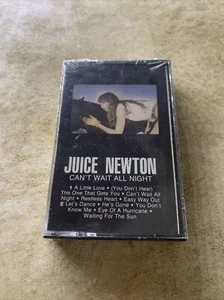 JUICE NEWTON
CAN'T WAIT ALL NIGHT
1 A Little Love • (You Don't Hear)
The One That Gets You • Can't Wait All
Night • Restless Heart • Easy Way Out
2 Let's Dance • He's Gone • You Don't
Know Me • Eye Of A Hurricane •
Waiting For The Sun